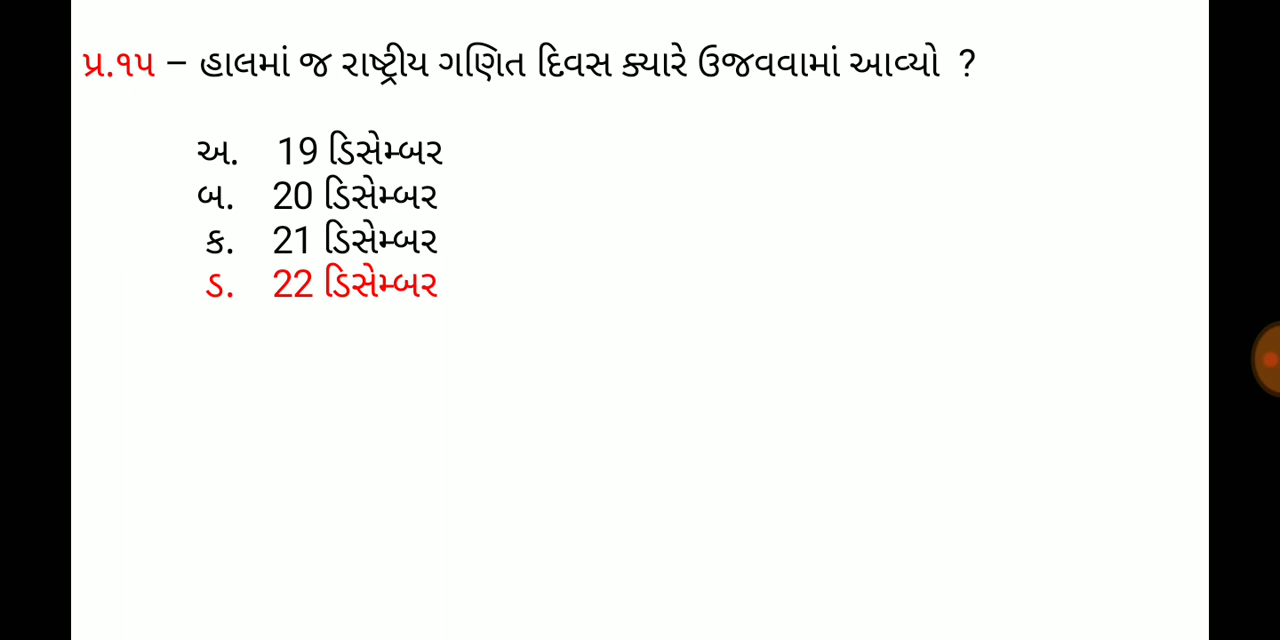 પ્ર.૧૫ – હાલમાં જ રાષ્ટ્રીય ગણિત દિવસ ક્યારે ઉજવવામાં આવ્યો ?
અ. 19 ડિસેમ્બર
બ. 20 ડિસેમ્બર
ક. 21 ડિસેમ્બર
ડ. 22 ડિસેમ્બર